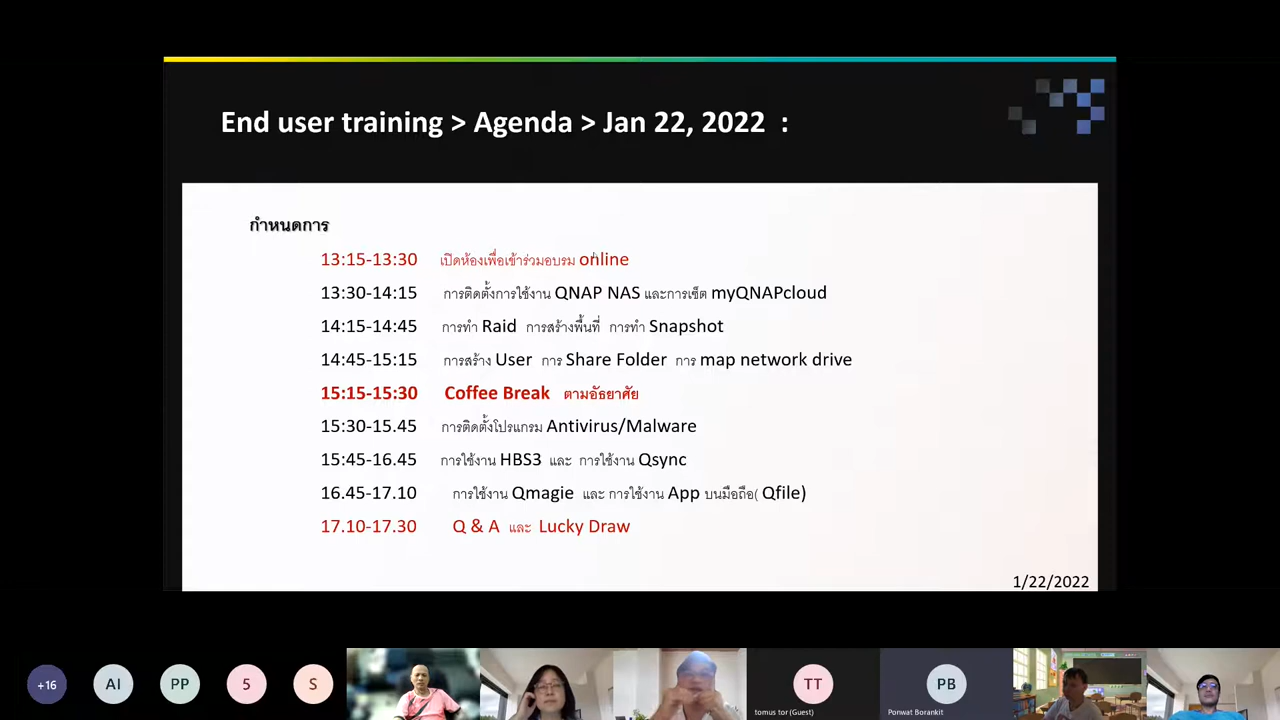 End user training > Agenda > Jan 22, 2022 :
กำหนดการ
13:15-13:30 เปิดห้องเพื่อเข้าร่วมอบรม online
13:30-14:15 การติดตั้งการใช้งาน QNAP NAS และการเซ็ต myQNAPcloud
14:15-14:45 การทำ Raid การสร้างพื้นที่ การทำ Snapshot
14:45-15:15 การสร้าง User การ Share Folder การ map network drive
15:15-15:30 Coffee Break ตามอัธยาศัย
15:30-15.45 การติดตั้งโปรแกรม Antivirus/Malware
15:45-16.45 การใช้งาน HBS3 และ การใช้งาน Qsync
16.45-17.10 การใช้งาน Qmagie และ การใช้งาน App บนมือถือ( Qfile)
17.10-17.30 Q & A และ Lucky Draw
1/22/2022
+16 AI PP 5 S TT PB
tomus tor (Guest) Ponwat Borankit